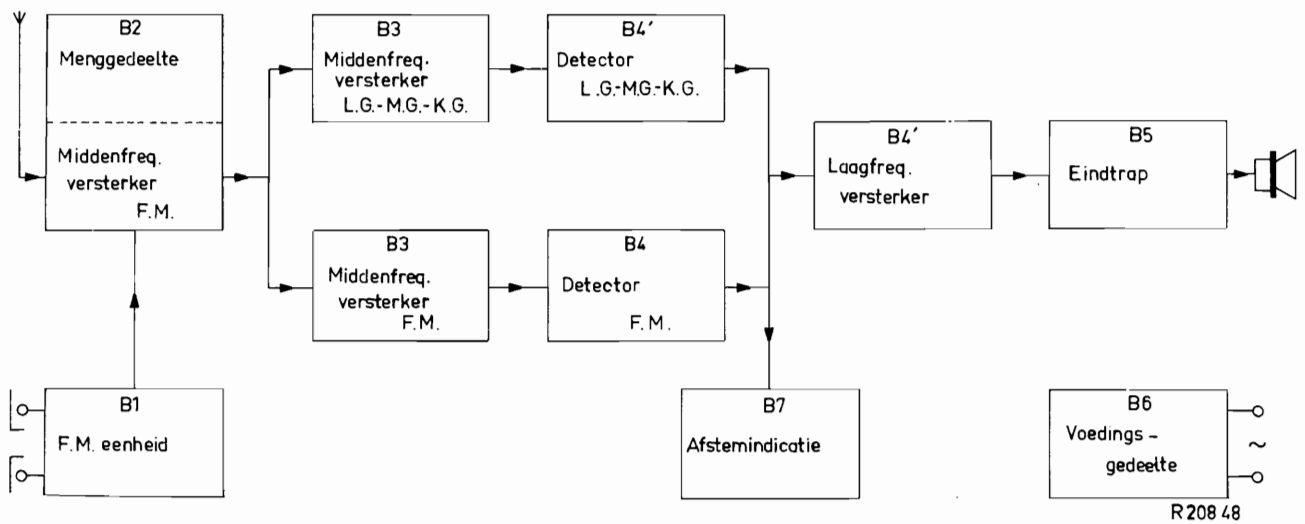 B2
Menggedeelte
Middenfreq.
versterker
F.M.
B3
Middenfreq.
versterker
L.G.-M.G.-K.G.
B4′
Detector
L.G.-M.G.-K.G.
B3
Middenfreq.
versterker
F.M.
B4
Detector
F.M.
B4′
Laagfreq.
versterker
B5
Eindtrap
B1
F.M. eenheid
B7
Afstemindicatie
B6
Voedings-
gedeelte
~
R 208 48